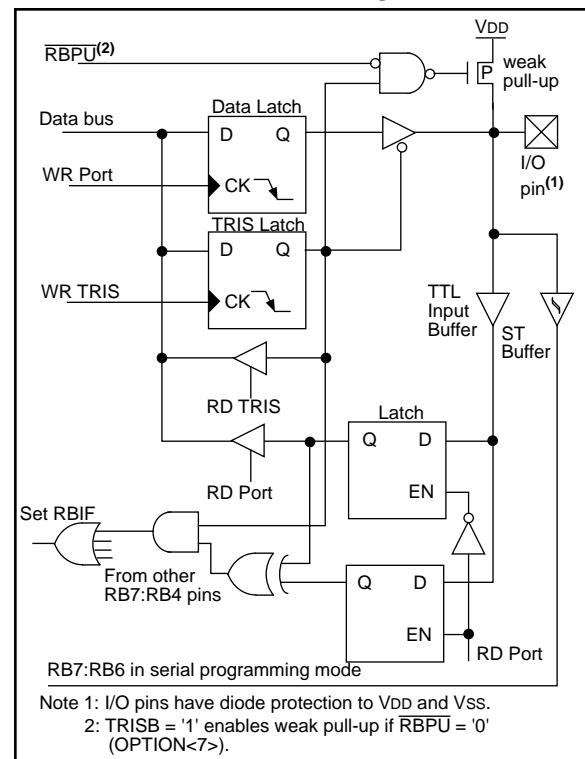 VDD
RBPU(2)
weak
pull-up
P
Data Latch
Data bus
D Q
I/O
pin(1)
WR Port
CK
TRIS Latch
D Q
WR TRIS
CK
TTL
Input
Buffer
ST
Buffer
RD TRIS
Latch
Q D
RD Port
EN
Set RBIF
From other
RB7:RB4 pins
Q D
EN
RD Port
RB7:RB6 in serial programming mode
Note 1: I/O pins have diode protection to VDD and VSS.
2: TRISB = '1' enables weak pull-up if RBPU = '0'
(OPTION<7>).